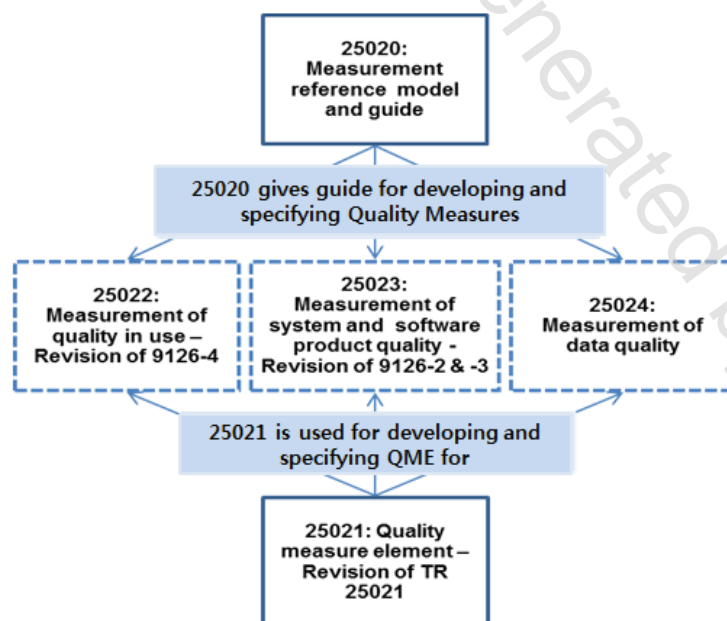 25020:
Measurement
reference model
and guide
25020 gives guide for developing and
specifying Quality Measures
25022:
Measurement of
quality in use –
Revision of 9126-4
25023:
Measurement of
system and software
product quality -
Revision of 9126-2 & -3
25024:
Measurement of
data quality
25021 is used for developing and
specifying QME for
25021: Quality
measure element –
Revision of TR
25021
enerated b